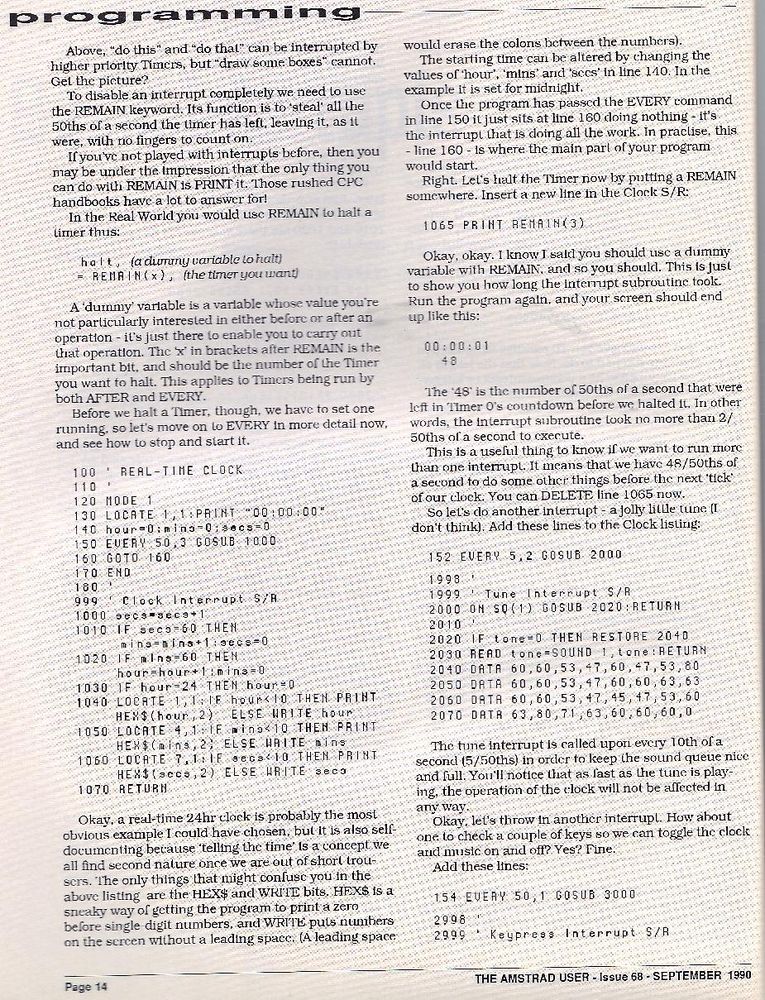 programming
Above, "do this" and "do that" can be interrupted by
higher priority Timers, but "draw some boxes" cannot.
Get the picture?
To disable an interrupt completely we need to use
the REMAIN keyword. Its function is to 'steal' all the
50ths of a second the timer has left, leaving it, as it
were, with no fingers to count on.
If you've not played with interrupts before, then you
may be under the impression that the only thing you
can do with REMAIN is PRINT it. Those rushed CPC
handbooks have a lot to answer for!
In the Real World you would use REMAIN to halt a
timer thus:
halt, (a dummy variable to halt)
= REMAIN(x), (the timer you want)
A 'dummy' variable is a variable whose value you're
not particularly interested in either before or after an
operation - it's just there to enable you to carry out
that operation. The 'x' in brackets after REMAIN is the
important bit, and should be the number of the Timer
you want to halt. This applies to Timers being run by
both AFTER and EVERY.
Before we halt a Timer, though, we have to set one
running, so let's move on to EVERY in more detail now,
and see how to stop and start it.
100 ' REAL-TIME CLOCK
110 '
120 MODE 1
130 LOCATE 1,1:PRINT "00:00:00"
140 hour=0:mins=0:secs=0
150 EVERY 50,3 GOSUB 1000
160 GOTO 160
170 END
180 '
999 ' Clock Interrupt S/R
1000 secs=secs+1
1010 IF secs=60 THEN
mins=mins+1:secs=0
1020 IF mins=60 THEN
hour=hour+1:mins=0
1030 IF hour=24 THEN hour=0
1040 LOCATE 1,1:IF hour<10 THEN PRINT
HEX$(hour,2) ELSE WRITE hour
1050 LOCATE 4,1:IF mins<10 THEN PRINT
HEX$(mins,2) ELSE WRITE mins
1060 LOCATE 7,1:IF secs<10 THEN PRINT
HEX$(secs,2) ELSE WRITE secs
1070 RETURN
Okay, a real-time 24hr clock is probably the most
obvious example I could have chosen, but it is also self-
documenting because 'telling the time' is a concept we
all find second nature once we are out of short trou-
sers. The only things that might confuse you in the
above listing are the HEX$ and WRITE bits. HEX$ is a
sneaky way of getting the program to print a zero
before single-digit numbers, and WRITE puts numbers
on the screen without a leading space. (A leading space
would erase the colons between the numbers).
The starting time can be altered by changing the
values of 'hour', 'mins' and 'secs' in line 140. In the
example it is set for midnight.
Once the program has passed the EVERY command
in line 150 it just sits at line 160 doing nothing - it's
the interrupt that is doing all the work. In practise, this
- line 160 - is where the main part of your program
would start.
Right. Let's halt the Timer now by putting a REMAIN
somewhere. Insert a new line in the Clock S/R:
1065 PRINT REMAIN(3)
Okay, okay. I know I said you should use a dummy
variable with REMAIN, and so you should. This is just
to show you how long the interrupt subroutine took.
Run the program again, and your screen should end
up like this:
00:00:01
48
The '48' is the number of 50ths of a second that were
left in Timer 0's countdown before we halted it. In other
words, the interrupt subroutine took no more than 2/
50ths of a second to execute.
This is a useful thing to know if we want to run more
than one interrupt. It means that we have 48/50ths of
a second to do some other things before the next 'tick'
of our clock. You can DELETE line 1065 now.
So let's do another interrupt - a jolly little tune (I
don't think). Add these lines to the Clock listing:
152 EVERY 5,2 GOSUB 2000
1998 '
1999 ' Tune Interrupt S/R
2000 ON SQ(1) GOSUB 2020:RETURN
2010 '
2020 IF tone=0 THEN RESTORE 2040
2030 READ tone:SOUND 1,tone:RETURN
2040 DATA 60,60,53,47,60,47,53,80
2050 DATA 60,60,53,47,60,60,63,63
2060 DATA 60,60,53,47,45,47,53,60
2070 DATA 63,80,71,63,60,60,60,0
The tune interrupt is called upon every 10th of a
second (5/50ths) in order to keep the sound queue nice
and full. You'll notice that as fast as the tune is play-
ing, the operation of the clock will not be affected in
any way.
Okay, let's throw in another interrupt. How about
one to check a couple of keys so we can toggle the clock
and music on and off? Yes? Fine.
Add these lines:
154 EVERY 50,1 GOSUB 3000
2998 '
2999 ' Keypress Interrupt S/R
Page 14
THE AMSTRAD USER - Issue 68 - SEPTEMBER 1990